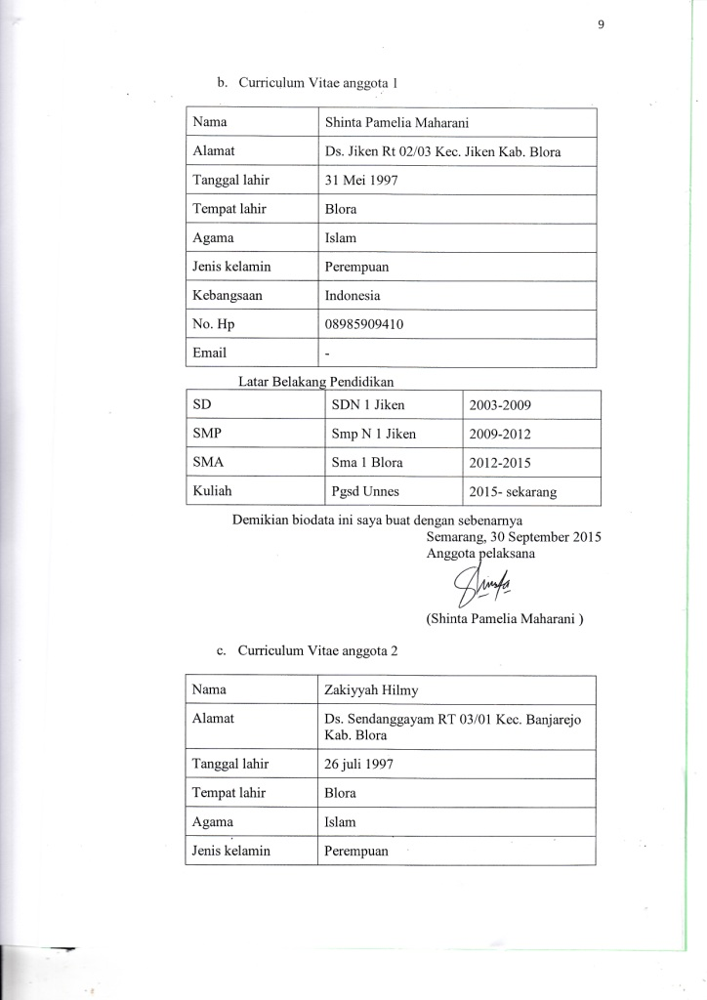 9
b. Curriculum Vitae anggota 1
Nama Shinta Pamelia Maharani
Alamat Ds. Jiken Rt 02/03 Kec. Jiken Kab. Blora
Tanggal lahir 31 Mei 1997
Tempat lahir Blora
Agama Islam
Jenis kelamin Perempuan
Kebangsaan Indonesia
No. Hp 08985909410
Email -
Latar Belakang Pendidikan
SD SDN 1 Jiken 2003-2009
SMP Smp N 1 Jiken 2009-2012
SMA Sma 1 Blora 2012-2015
Kuliah Pgsd Unnes 2015- sekarang
Demikian biodata ini saya buat dengan sebenarnya
Semarang, 30 September 2015
Anggota pelaksana
Shinta
(Shinta Pamelia Maharani )
c. Curriculum Vitae anggota 2
Nama Zakiyyah Hilmy
Alamat Ds. Sendanggayam RT 03/01 Kec. Banjarejo
Kab. Blora
Tanggal lahir 26 juli 1997
Tempat lahir Blora
Agama Islam
Jenis kelamin Perempuan